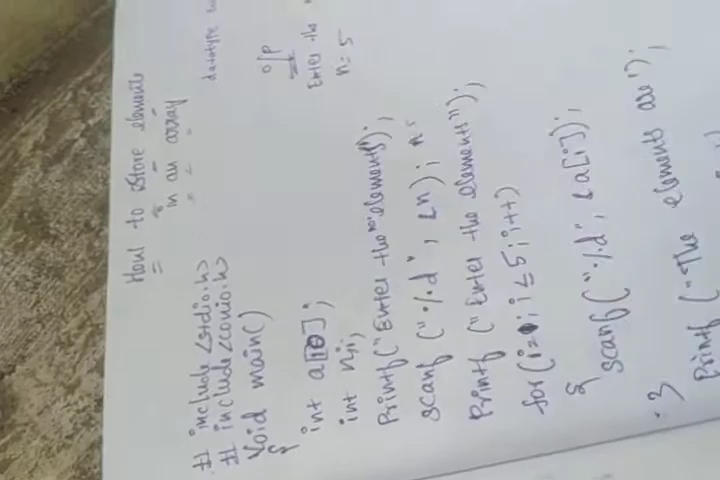 How to store elements
in an array
# include <stdio.h>
# include <conio.h>
Void main()
{
int a[10];
int n,i;
Printf("Enter the no. elements");
scanf ("%d", &n);
Printf ("Enter the elements");
for(i=0; i≤5; i++)
{
scanf("%d", &a[i]);
}
Printf ("The elements are");
datatype
o/p
Enter the
n=5